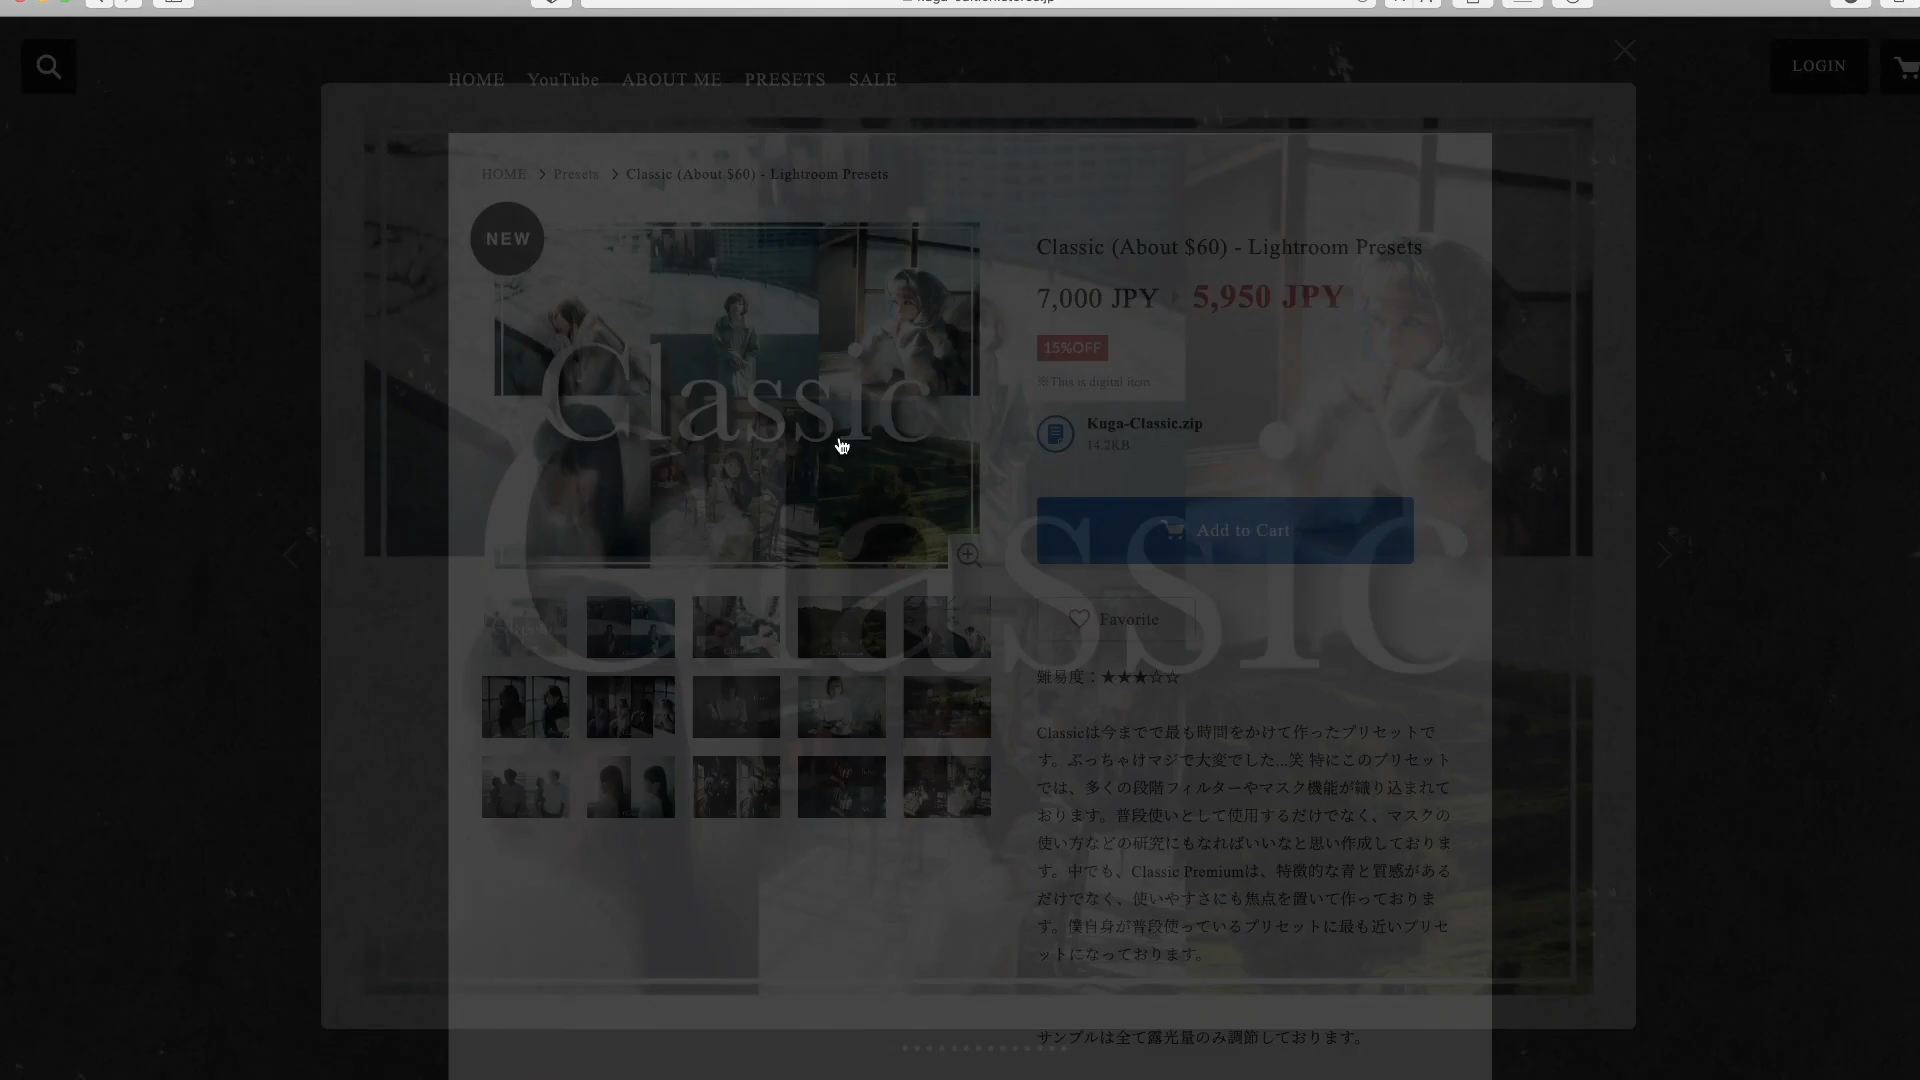 HOME YouTube ABOUT ME PRESETS SALE
LOGIN
HOME > Presets > Classic (About $60) - Lightroom Presets
NEW
Classic
Classic (About $60) - Lightroom Presets
7,000 JPY
5,950 JPY
15%OFF
※This is digital item
Kuga-Classic.zip
14.2KB
Add to Cart
Favorite
Classic
難易度：★★★☆☆
Classicは今までで最も時間をかけて作ったプリセットで
す。ぶっちゃけマジで大変でした...笑 特にこのプリセット
では、多くの段階フィルターやマスク機能が織り込まれて
おります。普段使いとして使用するだけでなく、マスクの
使い方などの研究にもなればいいなと思い作成しておりま
す。中でも、Classic Premiumは、特徴的な青と質感がある
だけでなく、使いやすさにも焦点を置いて作っておりま
す。僕自身が普段使っているプリセットに最も近いプリセ
ットになっております。
サンプルは全て露光量のみ調節しております。